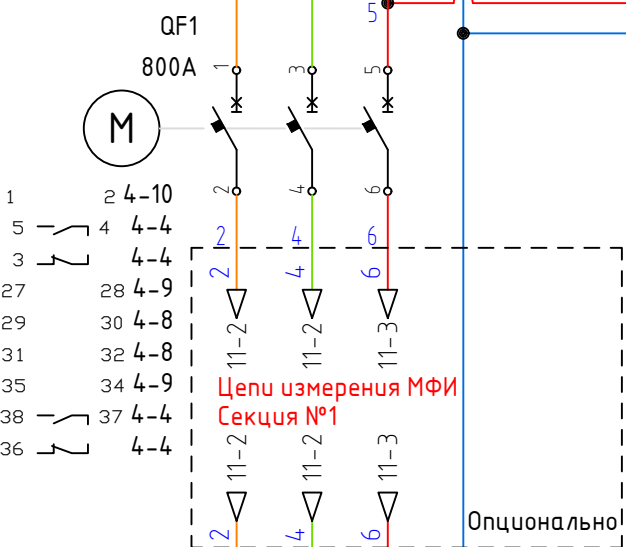 5
QF1
800А
1 3 5
M
2 4 6
1 2 4-10
5 4 4-4
3 4-4
27 28 4-9
29 30 4-8
31 32 4-8
35 34 4-9
38 37 4-4
36 4-4
2 4 6
2 4 6
11-2 11-2 11-3
Цепи измерения МФИ
Секция №1
11-2 11-2 11-3
Опционально
2 4 6